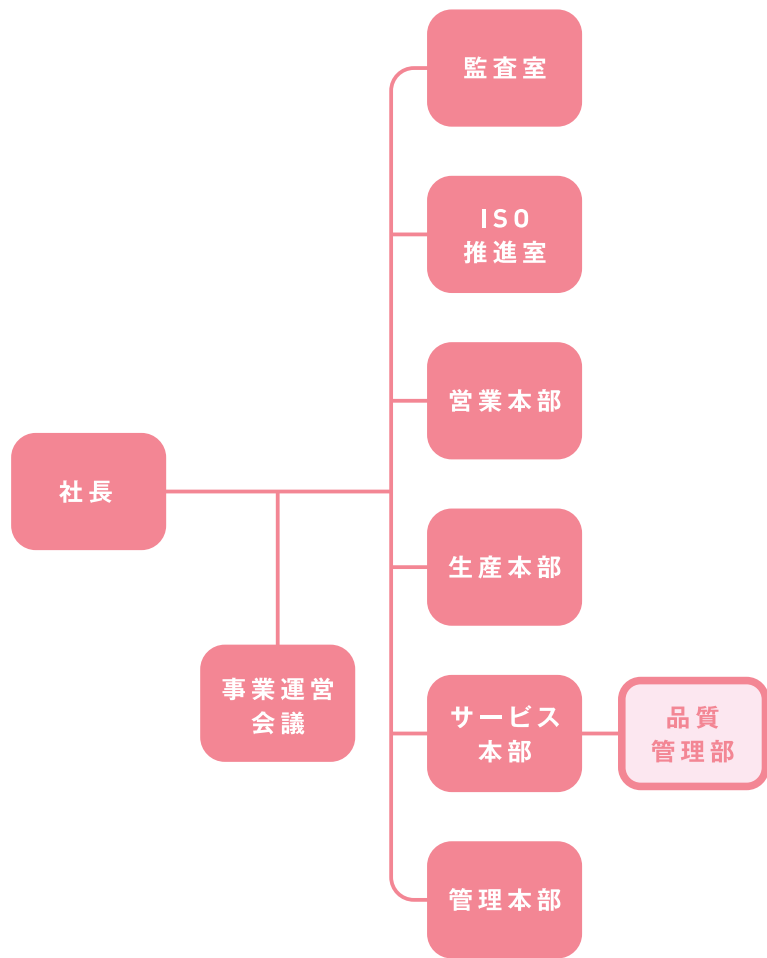 監査室
ISO
推進室
営業本部
社長
生産本部
事業運営
会議
サービス
本部
品質
管理部
管理本部